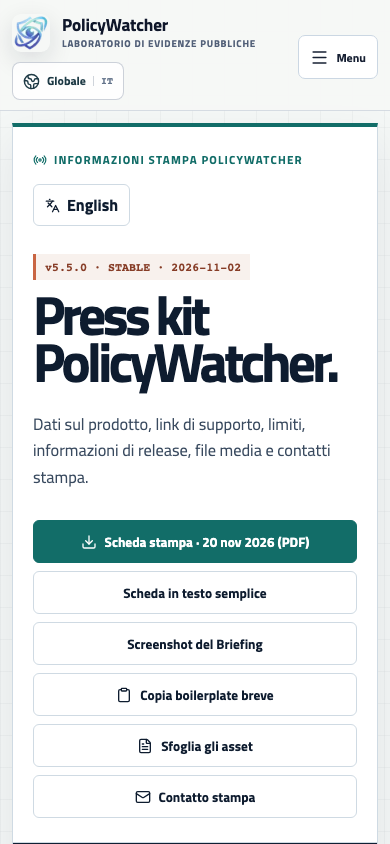 PolicyWatcher
LABORATORIO DI EVIDENZE PUBBLICHE
Menu
Globale | IT
INFORMAZIONI STAMPA POLICYWATCHER
English
v5.5.0 · STABLE · 2026-11-02
Press kit
PolicyWatcher.
Dati sul prodotto, link di supporto, limiti,
informazioni di release, file media e contatti
stampa.
Scheda stampa · 20 nov 2026 (PDF)
Scheda in testo semplice
Screenshot del Briefing
Copia boilerplate breve
Sfoglia gli asset
Contatto stampa